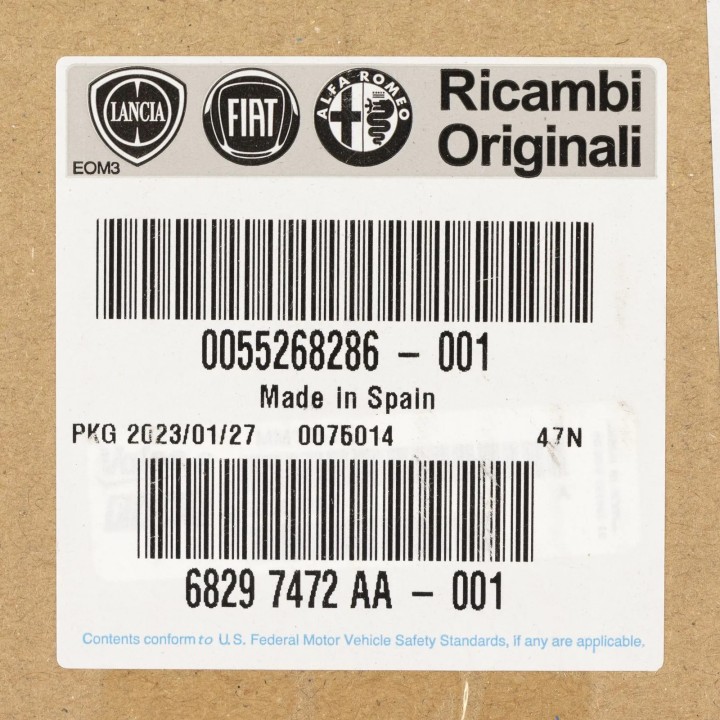 LANCIA FIAT ALFA ROMEO Ricambi
Originali
EOM3
0055268286 - 001
Made in Spain
PKG 2023/01/27 0075014 47N
6829 7472 AA - 001
Contents conform to U.S. Federal Motor Vehicle Safety Standards, if any are applicable.